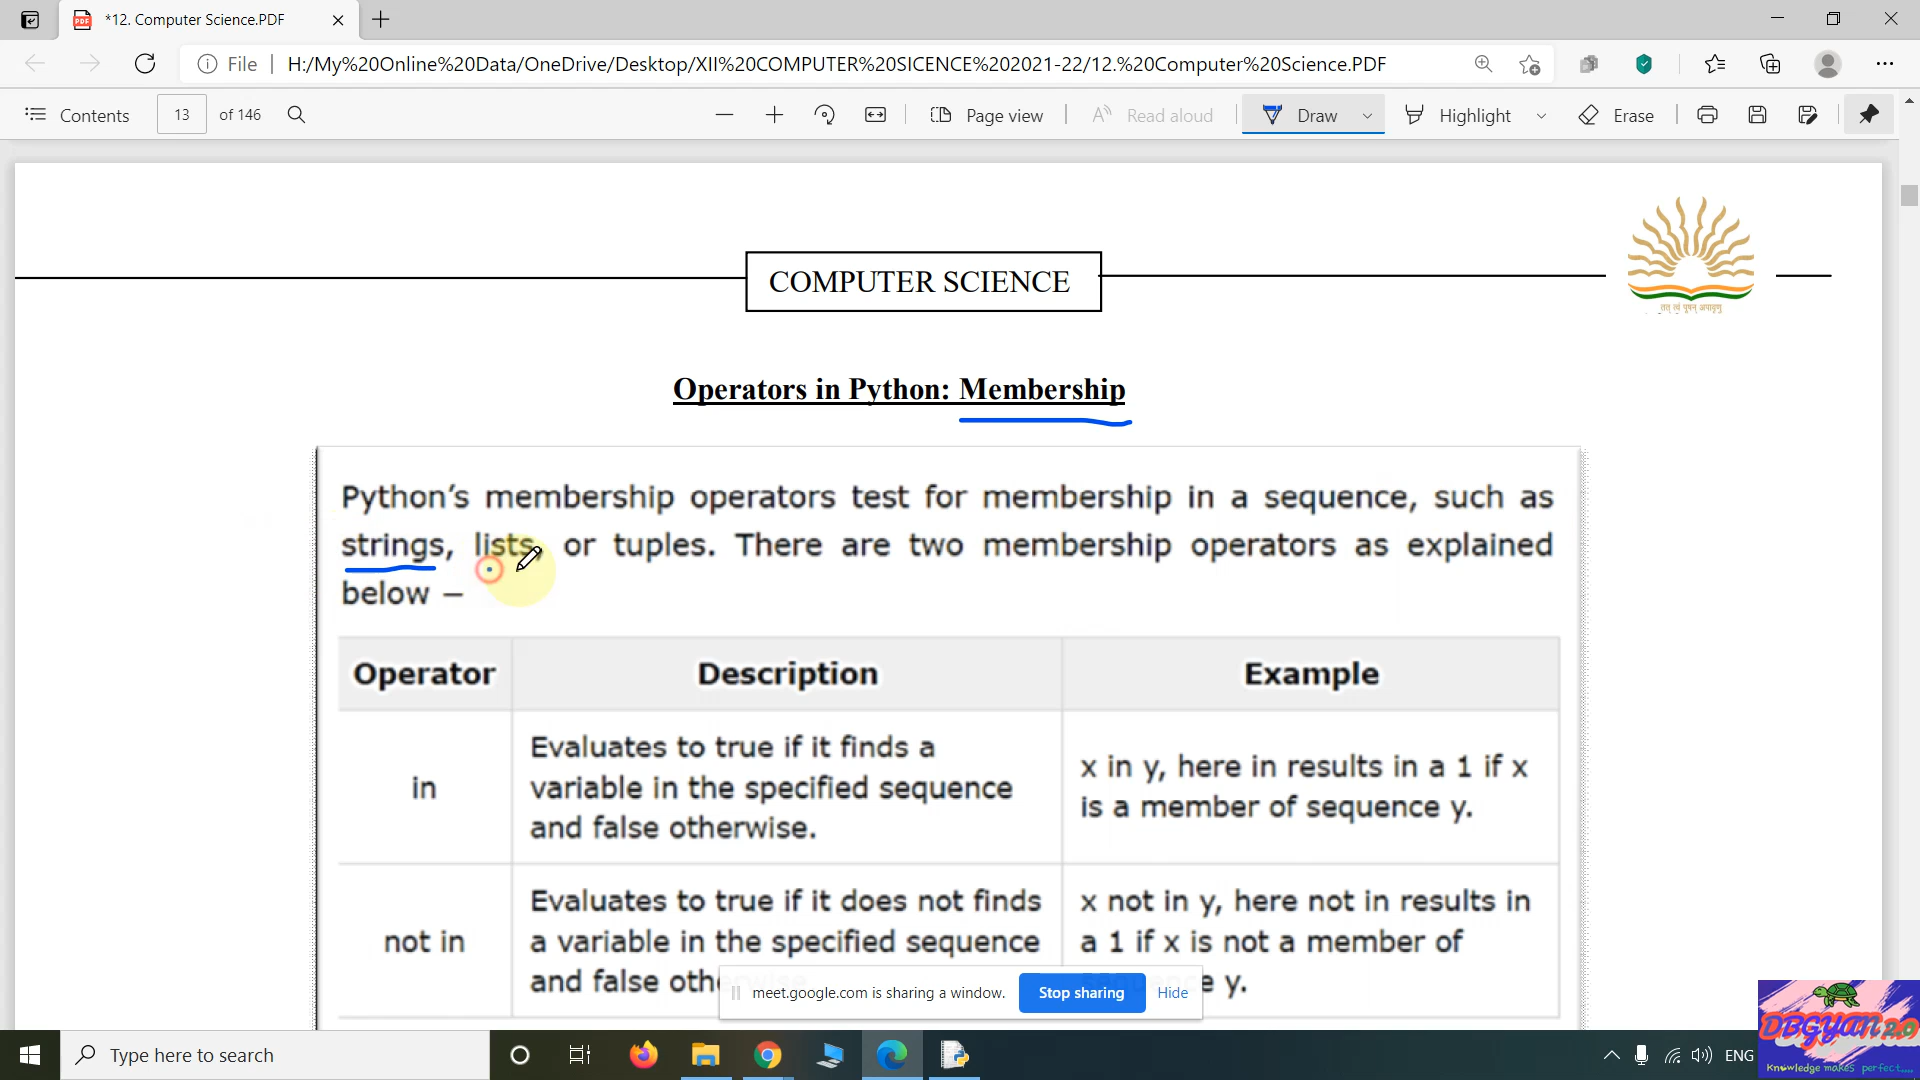 *12. Computer Science.PDF
File
H:/My%20Online%20Data/OneDrive/Desktop/XII%20COMPUTER%20SICENCE%202021-22/12.%20Computer%20Science.PDF
Contents
13 of 146
Page view
Read aloud
Draw
Highlight
Erase
COMPUTER SCIENCE
Operators in Python: Membership
Python's membership operators test for membership in a sequence, such as
strings, lists, or tuples. There are two membership operators as explained
below –
Operator Description Example
in
Evaluates to true if it finds a
variable in the specified sequence
and false otherwise.
x in y, here in results in a 1 if x
is a member of sequence y.
not in
Evaluates to true if it does not finds
a variable in the specified sequence
and false
x not in y, here not in results in
a 1 if x is not a member of
y.
meet.google.com is sharing a window.
Stop sharing
Hide
Type here to search
ENG
DBGYAN 2.0
Knowledge makes perfect....